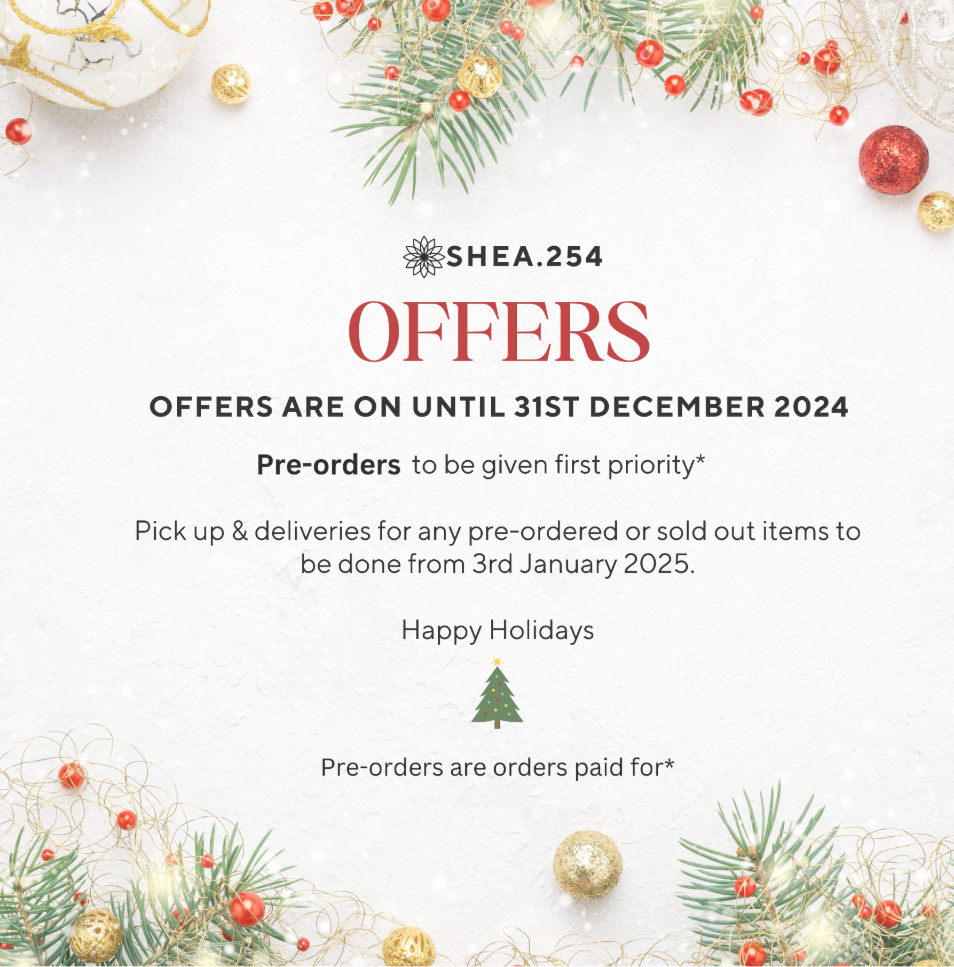 SHEA.254
OFFERS
OFFERS ARE ON UNTIL 31ST DECEMBER 2024
Pre-orders to be given first priority*
Pick up & deliveries for any pre-ordered or sold out items to
be done from 3rd January 2025.
Happy Holidays
Pre-orders are orders paid for*